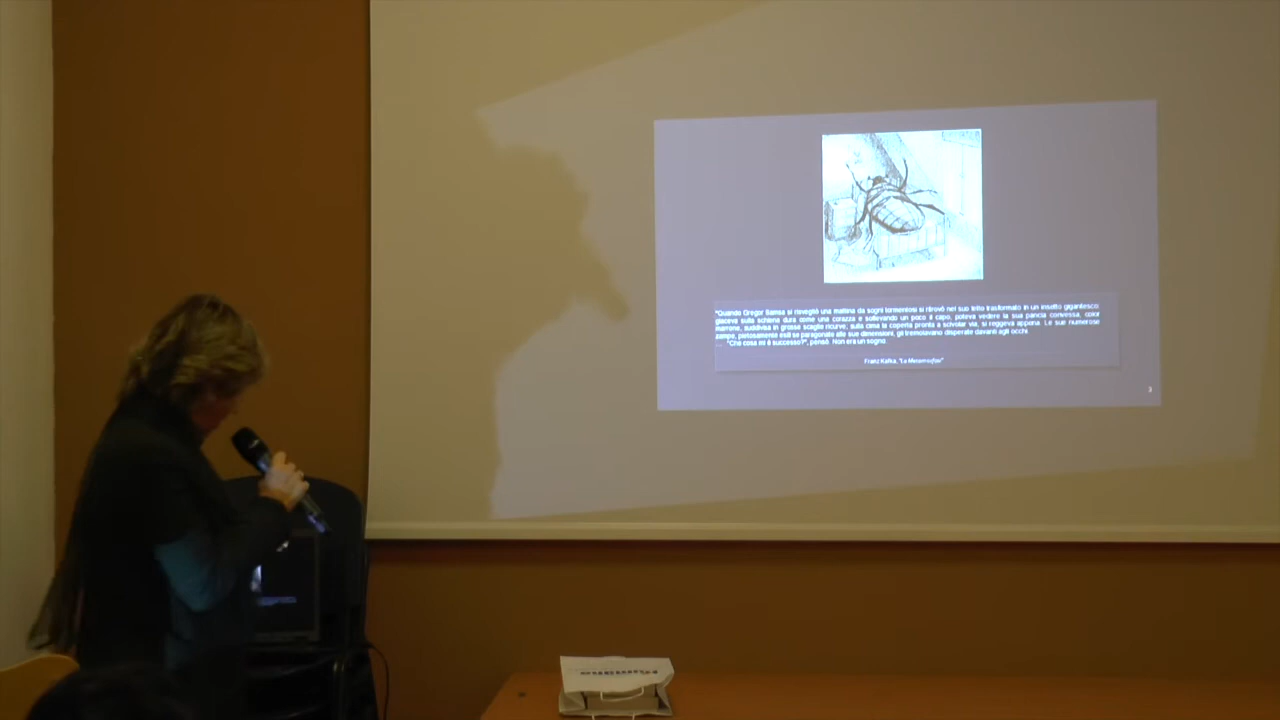 "Quando Gregor Samsa si risvegliò una mattina da sogni tormentosi si ritrovò nel suo letto trasformato in un insetto gigantesco:
giaceva sulla schiena dura come una corazza e sollevando un poco il capo, poteva vedere la sua pancia convessa, color
marrone, suddivisa in grosse scaglie ricurve; sulla cima la coperta pronta a scivolar via, si reggeva appena. Le sue numerose
zampe, pietosamente esili se paragonate alle sue dimensioni, gli tremolavano disperate davanti agli occhi.
"Che cosa mi è successo?", pensò. Non era un sogno.
Franz Kafka, "La Metamorfosi"
3